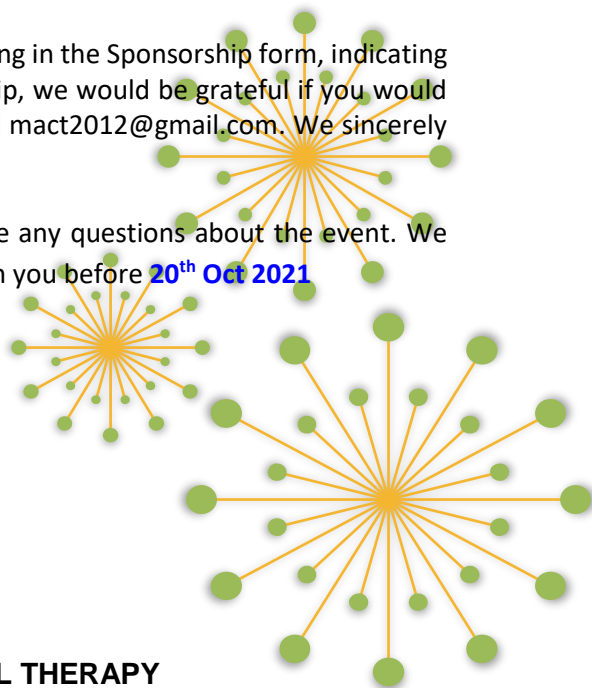 ng in the Sponsorship form, indicating
ip, we would be grateful if you would
mact2012@gmail.com. We sincerely
e any questions about the event. We
n you before 20th Oct 2021
L THERAPY